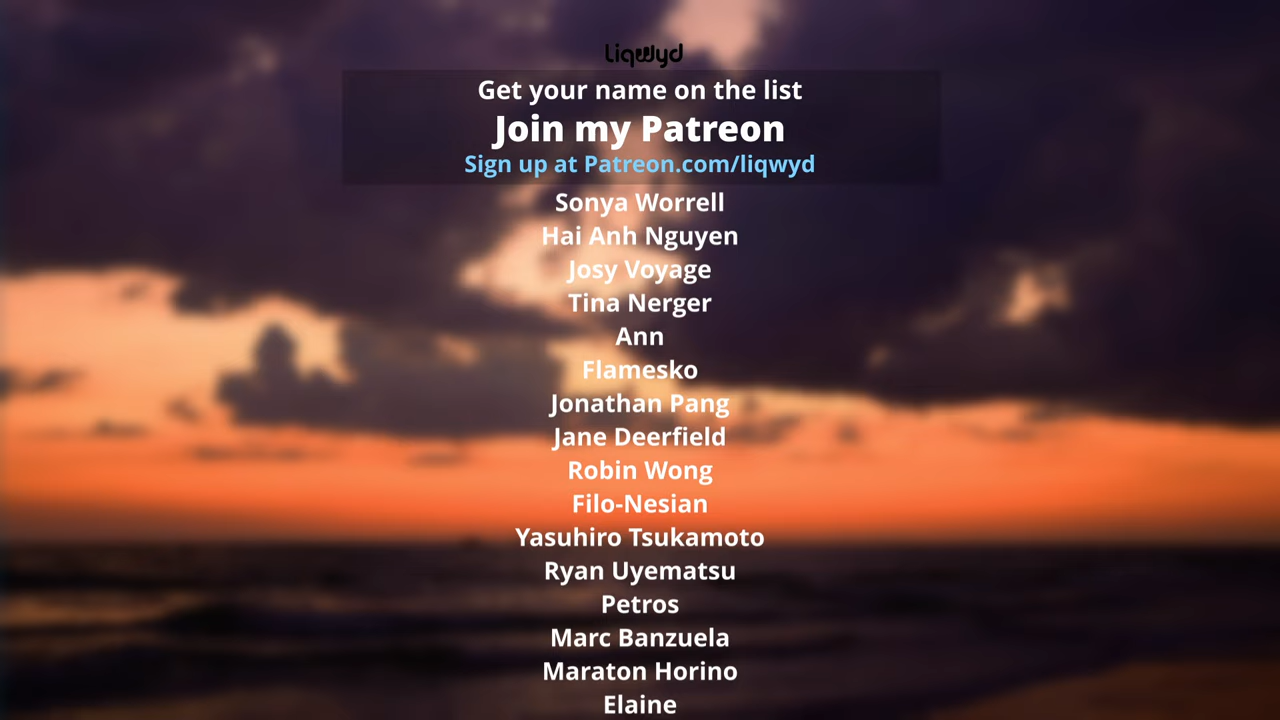 Liqwyd
Get your name on the list
Join my Patreon
Sign up at Patreon.com/liqwyd
Sonya Worrell
Hai Anh Nguyen
Josy Voyage
Tina Nerger
Ann
Flamesko
Jonathan Pang
Jane Deerfield
Robin Wong
Filo-Nesian
Yasuhiro Tsukamoto
Ryan Uyematsu
Petros
Marc Banzuela
Maraton Horino
Elaine